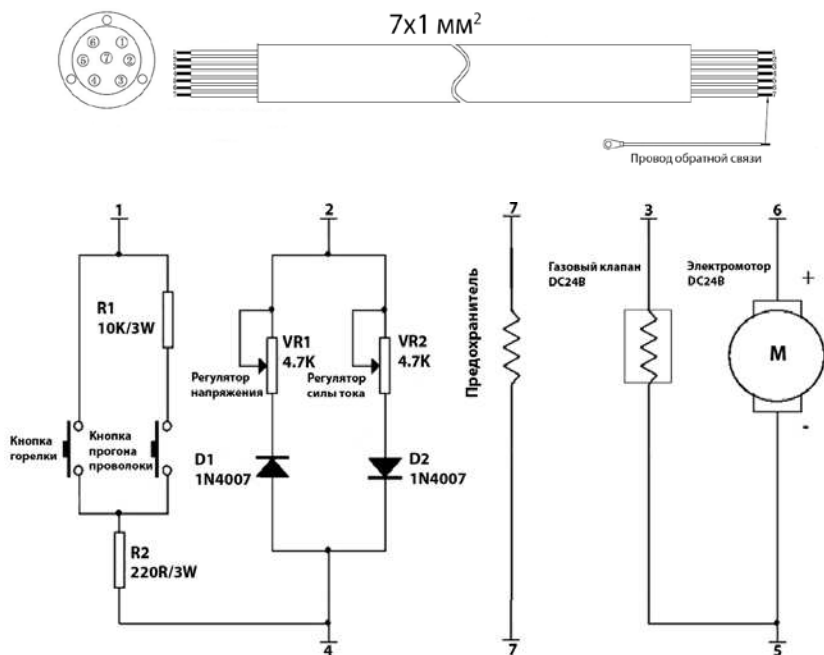 7x1 мм²
⑥ ①
⑤ ⑦ ②
④ ③
Провод обратной связи
1
2
7
3
6
R1
10K/3W
VR1
4.7K
VR2
4.7K
Регулятор
напряжения
Регулятор
силы тока
Предохранитель
Газовый клапан
DC24В
Электромотор
DC24В
+
M
-
Кнопка
горелки
Кнопка
прогона
проволоки
D1
1N4007
D2
1N4007
R2
220R/3W
4
7
5